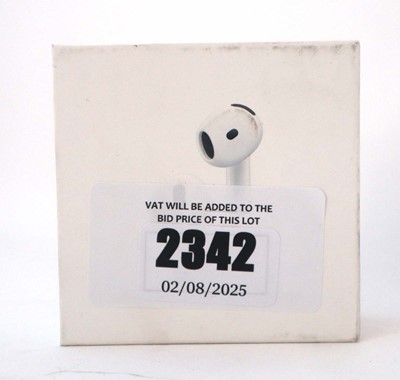 VAT WILL BE ADDED TO THE
BID PRICE OF THIS LOT
2342
02/08/2025